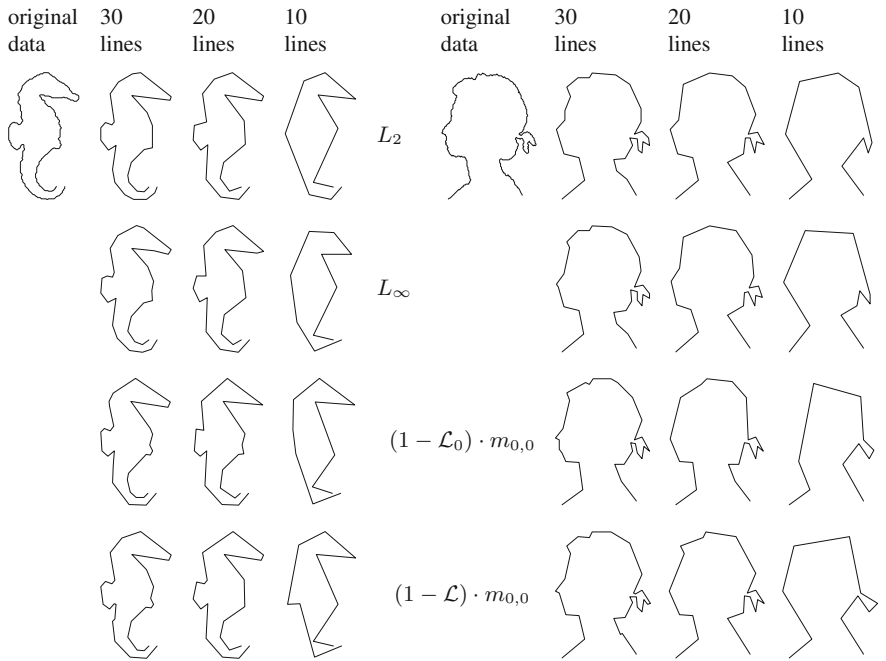 original 30 20 10 original 30 20 10
data lines lines lines data lines lines lines
L₂
L∞
(1 − ℒ₀) · m₀,₀
(1 − ℒ) · m₀,₀